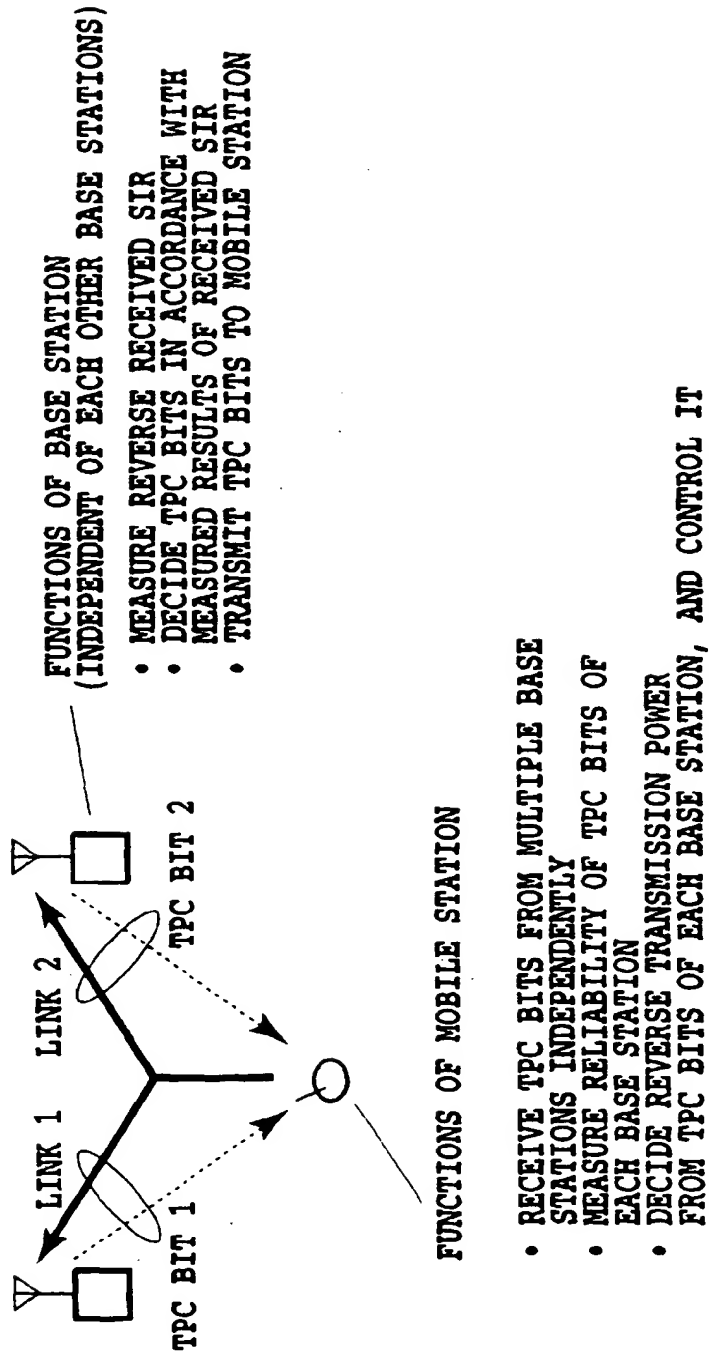 LINK 1
LINK 2
TPC BIT 1
TPC BIT 2
FUNCTIONS OF BASE STATION
(INDEPENDENT OF EACH OTHER BASE STATIONS)
• MEASURE REVERSE RECEIVED SIR
• DECIDE TPC BITS IN ACCORDANCE WITH
MEASURED RESULTS OF RECEIVED SIR
• TRANSMIT TPC BITS TO MOBILE STATION
FUNCTIONS OF MOBILE STATION
• RECEIVE TPC BITS FROM MULTIPLE BASE
STATIONS INDEPENDENTLY
• MEASURE RELIABILITY OF TPC BITS OF
EACH BASE STATION
• DECIDE REVERSE TRANSMISSION POWER
FROM TPC BITS OF EACH BASE STATION, AND CONTROL IT